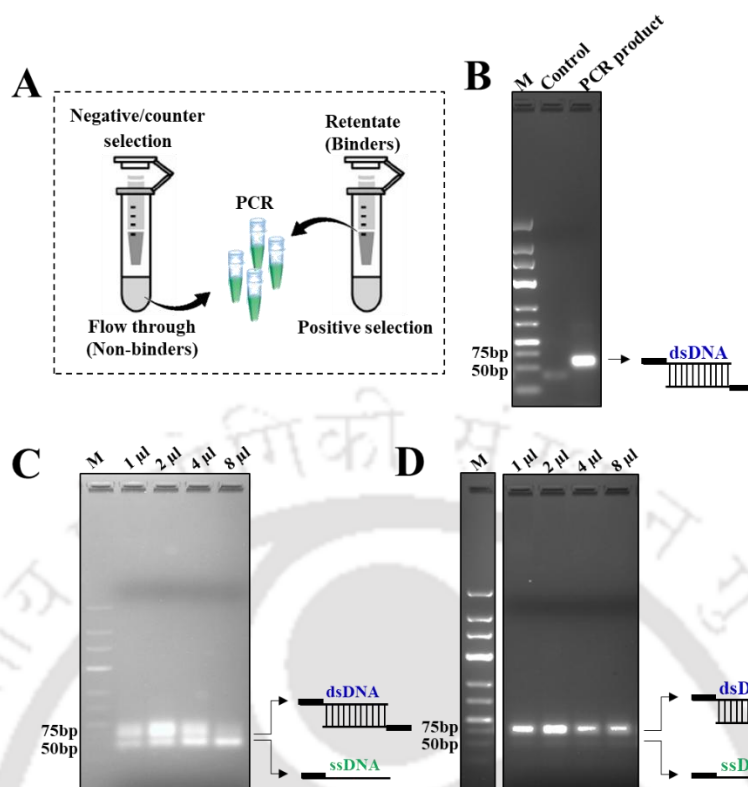 A
Negative/counter
selection
Retentate
(Binders)
PCR
Flow through
(Non-binders)
Positive selection
B
M Control PCR product
75bp
50bp
dsDNA
C
M 1 µl 2 µl 4 µl 8 µl
75bp
50bp
dsDNA
ssDNA
D
M 1 µl 2 µl 4 µl 8 µl
75bp
50bp
dsD
ssD